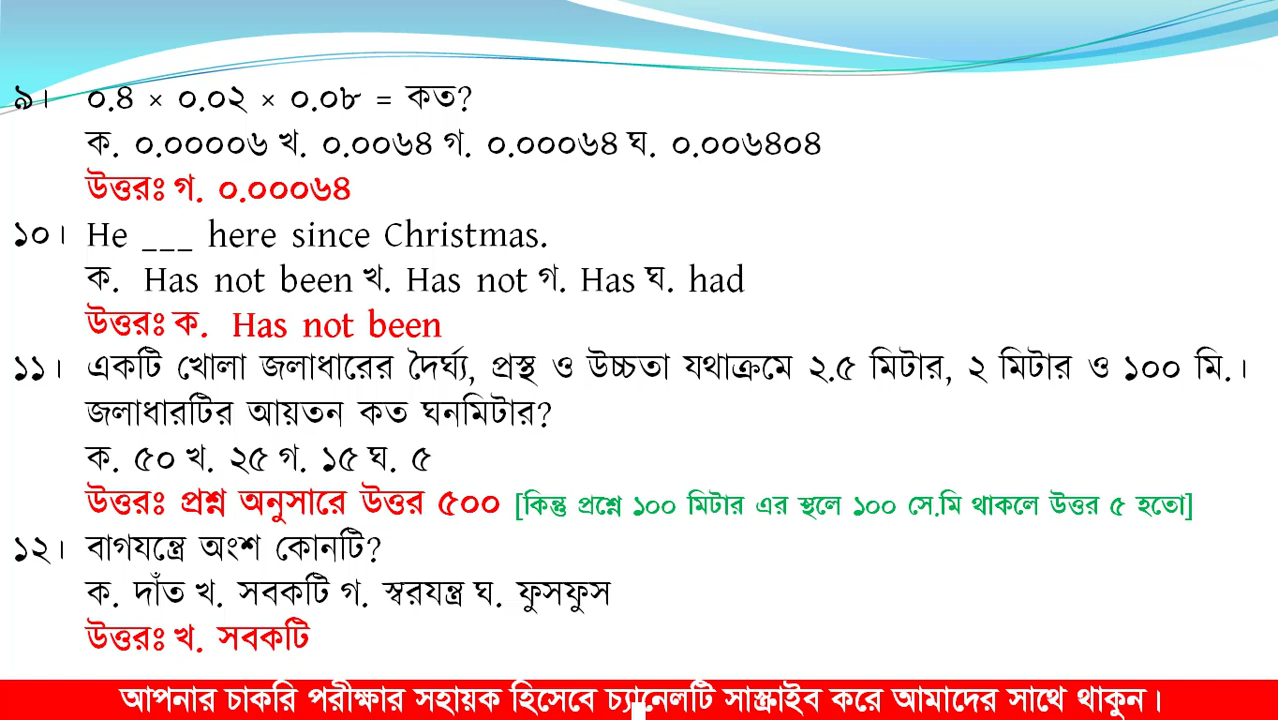 ৯। ০.৪ × ০.০২ × ০.০৮ = কত?
ক. ০.০০০০৬ খ. ০.০০৬৪ গ. ০.০০০৬৪ ঘ. ০.০০৬৪০৪
উত্তরঃ গ. ০.০০০৬৪
১০। He ___ here since Christmas.
ক. Has not been খ. Has not গ. Has ঘ. had
উত্তরঃ ক. Has not been
১১। একটি খোলা জলাধারের দৈর্ঘ্য, প্রস্থ ও উচ্চতা যথাক্রমে ২.৫ মিটার, ২ মিটার ও ১০০ মি.।
জলাধারটির আয়তন কত ঘনমিটার?
ক. ৫০ খ. ২৫ গ. ১৫ ঘ. ৫
উত্তরঃ প্রশ্ন অনুসারে উত্তর ৫০০ [কিন্তু প্রশ্নে ১০০ মিটার এর স্থলে ১০০ সে.মি থাকলে উত্তর ৫ হতো]
১২। বাগযন্ত্রে অংশ কোনটি?
ক. দাঁত খ. সবকটি গ. স্বরযন্ত্র ঘ. ফুসফুস
উত্তরঃ খ. সবকটি
আপনার চাকরি পরীক্ষার সহায়ক হিসেবে চ্যানেলটি সাস্ক্রাইব করে আমাদের সাথে থাকুন।